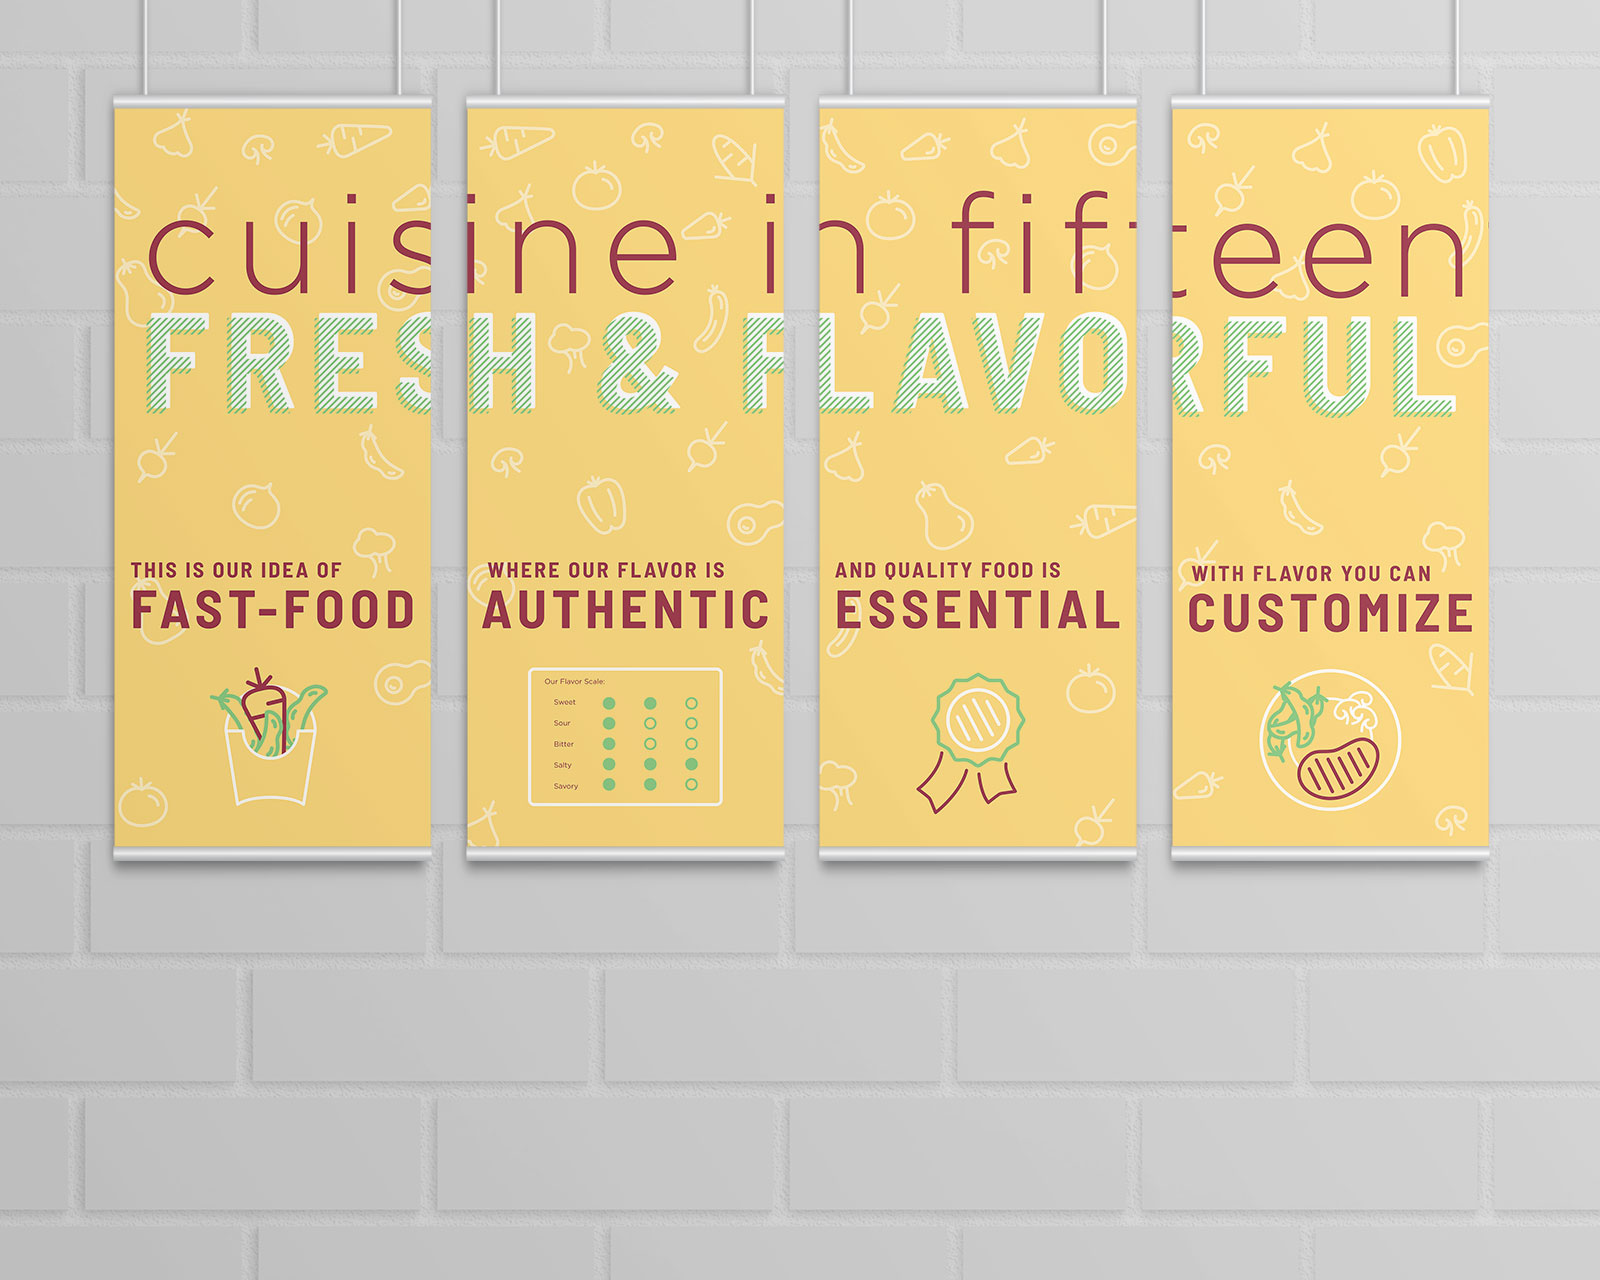 cuisine in fifteen
FRESH & FLAVORFUL
THIS IS OUR IDEA OF
FAST-FOOD
WHERE OUR FLAVOR IS
AUTHENTIC
Our Flavor Scale:
Sweet
Sour
Bitter
Salty
Savory
AND QUALITY FOOD IS
ESSENTIAL
WITH FLAVOR YOU CAN
CUSTOMIZE